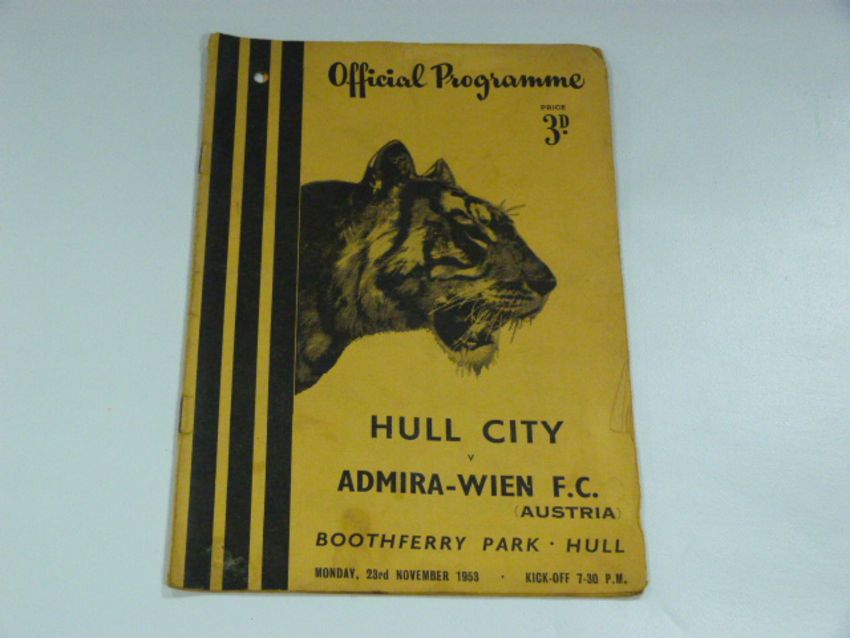 Official Programme
PRICE
3D.
HULL CITY
v
ADMIRA-WIEN F.C.
(AUSTRIA)
BOOTHFERRY PARK · HULL
MONDAY, 23rd NOVEMBER 1953 · KICK-OFF 7-30 P.M.